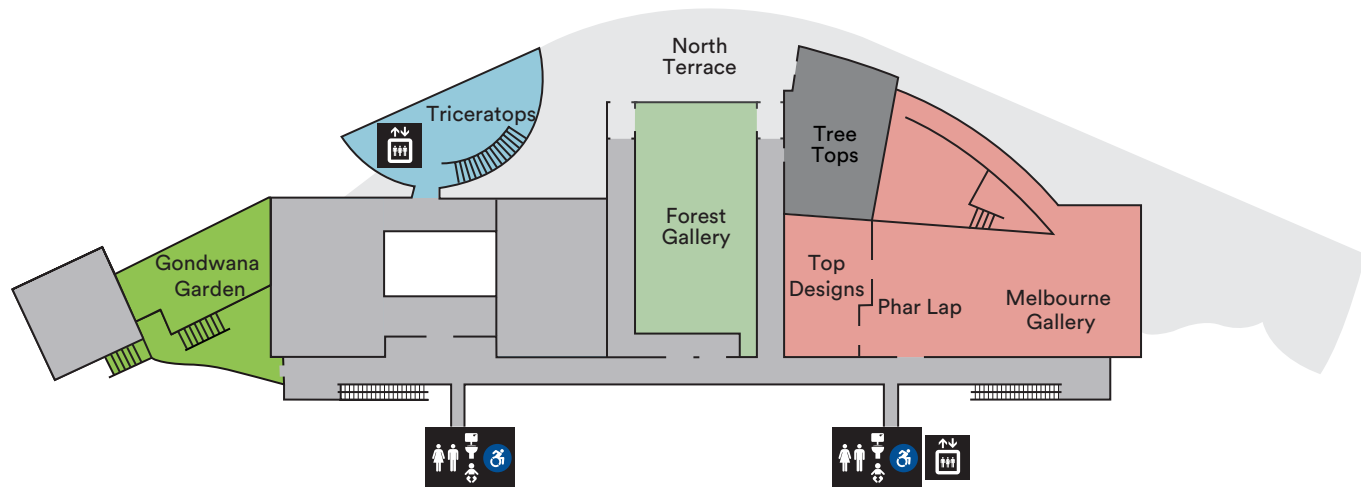 North
Terrace
Triceratops
Tree
Tops
Forest
Gallery
Gondwana
Garden
Top
Designs
Phar Lap
Melbourne
Gallery